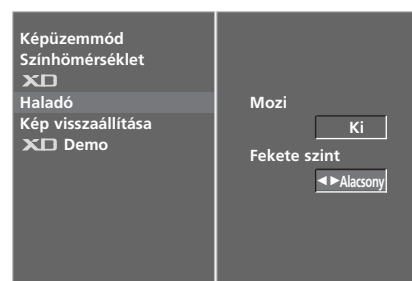 Képüzemmód
Színhőmérséklet
XD
Haladó
Kép visszaállítása
XD Demo
Mozi
Ki
Fekete szint
◄►Alacsony